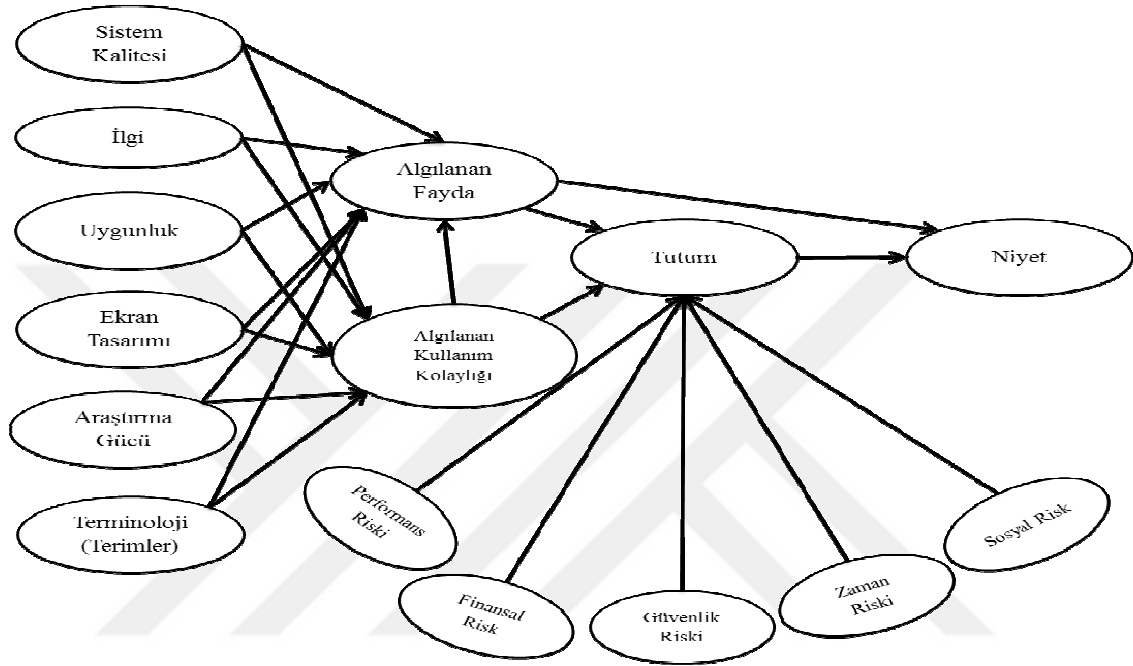 Sistem
Kalitesi
İlgi
Uygunluk
Ekran
Tasarımı
Araştırma
Gücü
Terminoloji
(Terimler)
Algılanan
Fayda
Algılanan
Kullanım
Kolaylığı
Tutum
Niyet
Performans
Riski
Finansal
Risk
Güvenlik
Riski
Zaman
Riski
Sosyal Risk